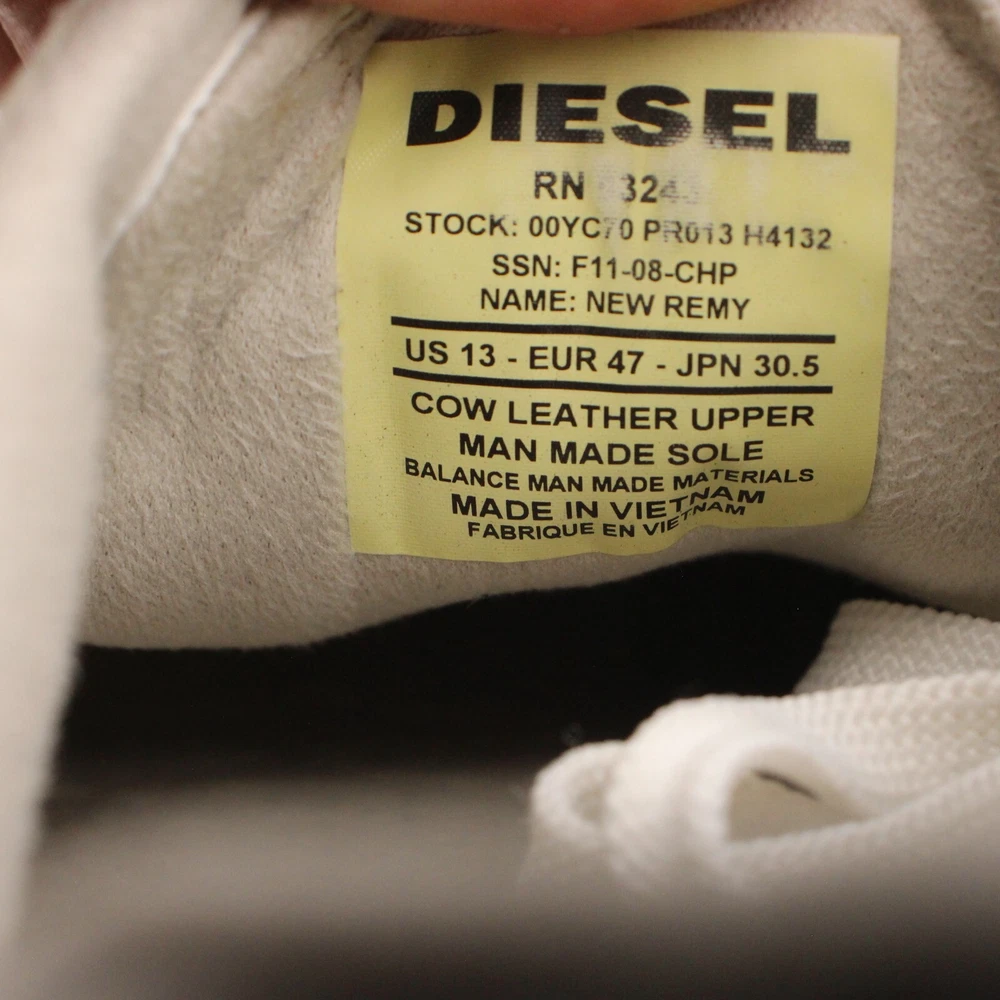 DIESEL
RN
STOCK: 00YC70 PR013 H4132
SSN: F11-08-CHP
NAME: NEW REMY
US 13 - EUR 47 - JPN 30.5
COW LEATHER UPPER
MAN MADE SOLE
BALANCE MAN MADE MATERIALS
MADE IN VIETNAM
FABRIQUE EN VIETNAM